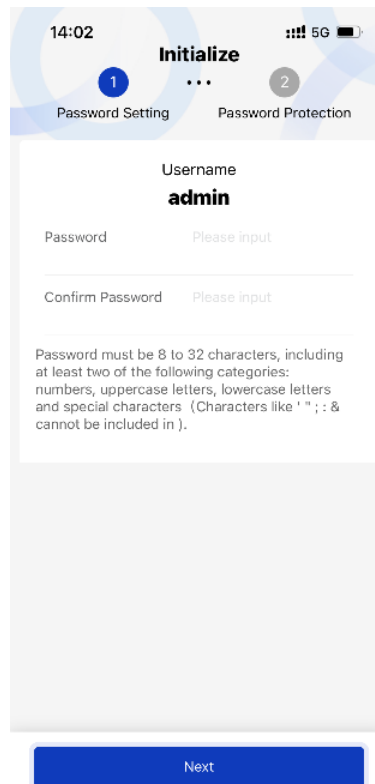 14:02
5G
Initialize
1
...
2
Password Setting
Password Protection
Username
admin
Password
Please input
Confirm Password
Please input
Password must be 8 to 32 characters, including
at least two of the following categories:
numbers, uppercase letters, lowercase letters
and special characters（Characters like ' " ; : &
cannot be included in ).
Next